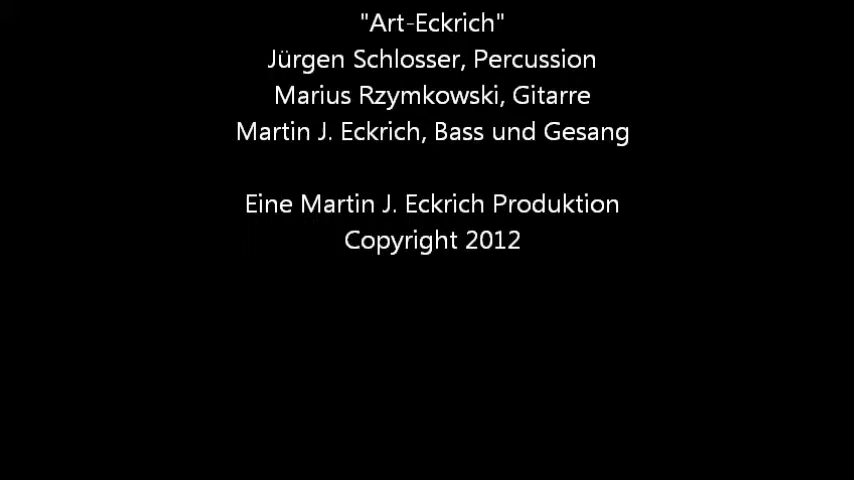 "Art-Eckrich"
Jürgen Schlosser, Percussion
Marius Rzymkowski, Gitarre
Martin J. Eckrich, Bass und Gesang
Eine Martin J. Eckrich Produktion
Copyright 2012